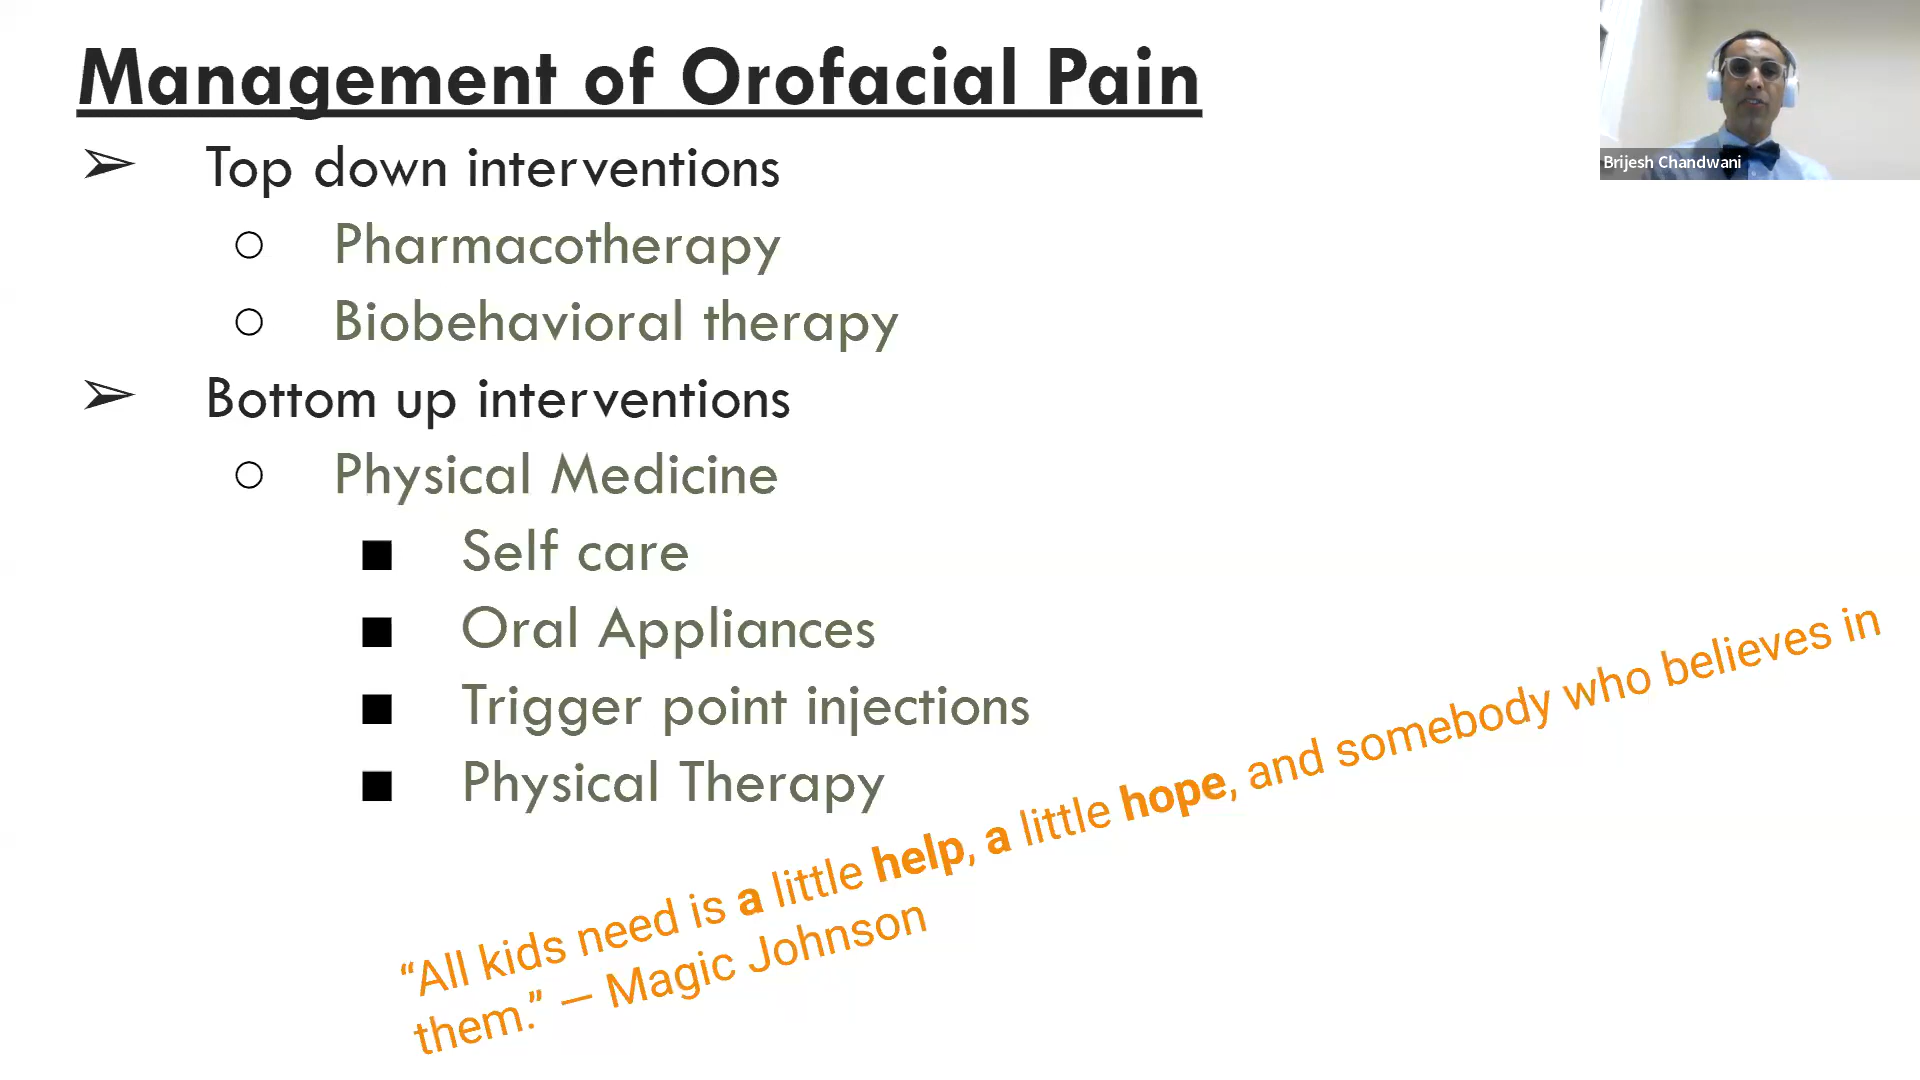 Management of Orofacial Pain
➢ Top down interventions
○ Pharmacotherapy
○ Biobehavioral therapy
➢ Bottom up interventions
○ Physical Medicine
■ Self care
■ Oral Appliances
■ Trigger point injections
■ Physical Therapy
“All kids need is a little help, a little hope, and somebody who believes in
them.” — Magic Johnson
Brijesh Chandwani